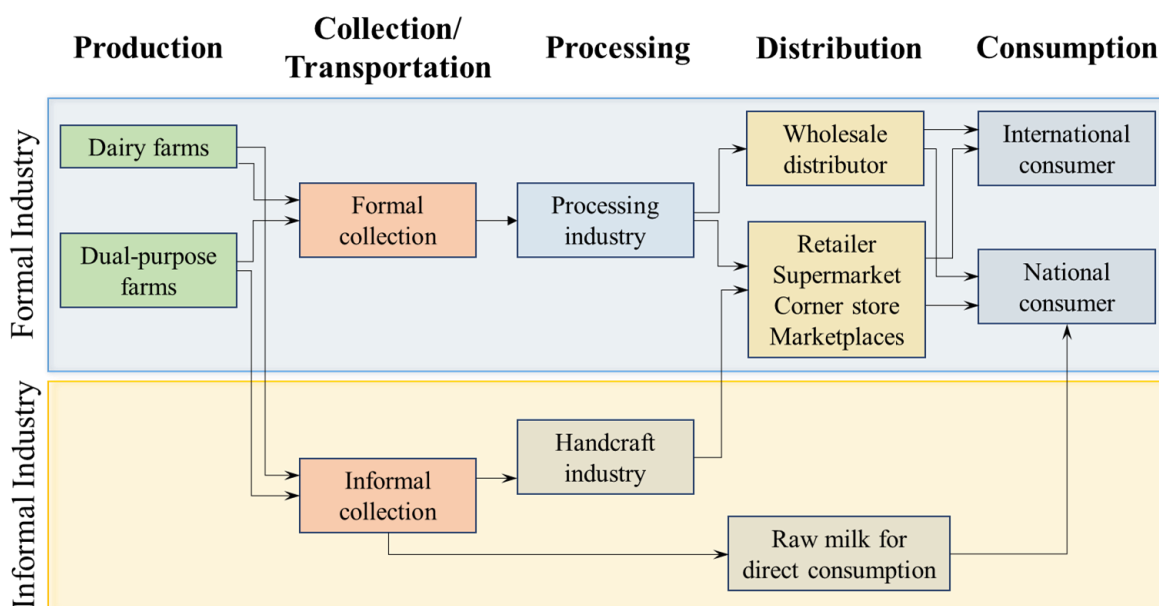 Production
Collection/
Transportation
Processing
Distribution
Consumption
Formal Industry
Dairy farms
Dual-purpose
farms
Formal
collection
Processing
industry
Wholesale
distributor
Retailer
Supermarket
Corner store
Marketplaces
International
consumer
National
consumer
Informal Industry
Informal
collection
Handcraft
industry
Raw milk for
direct consumption